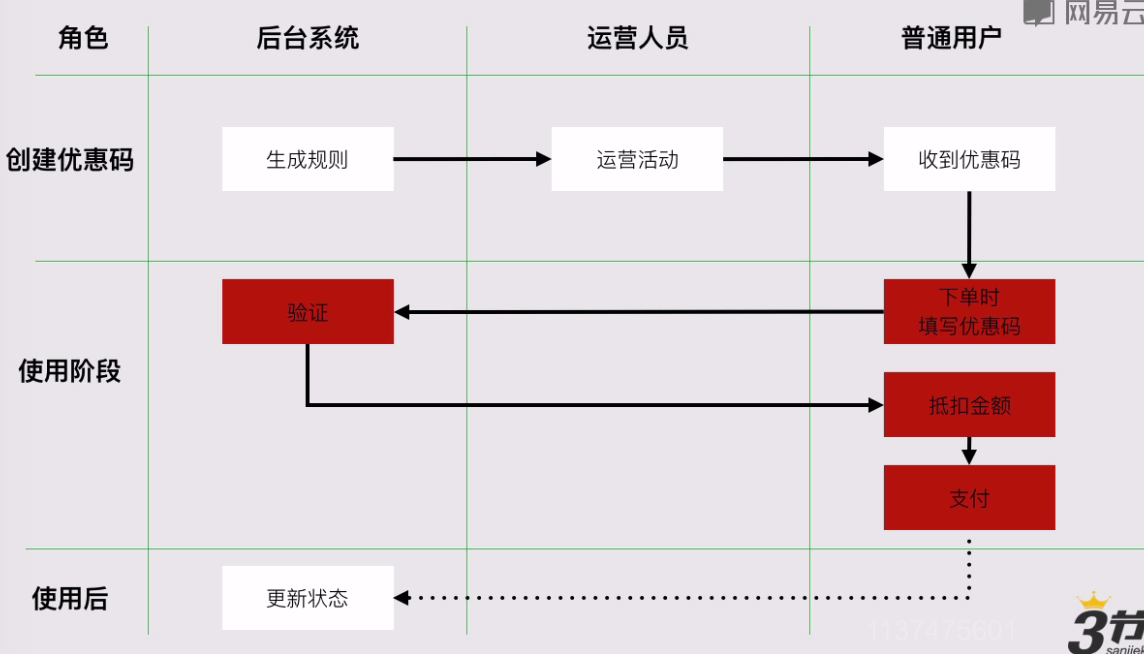 网易云
角色
后台系统
运营人员
普通用户
创建优惠码
生成规则
运营活动
收到优惠码
使用阶段
验证
下单时
填写优惠码
抵扣金额
支付
使用后
更新状态
1137475601
3节
sanjie